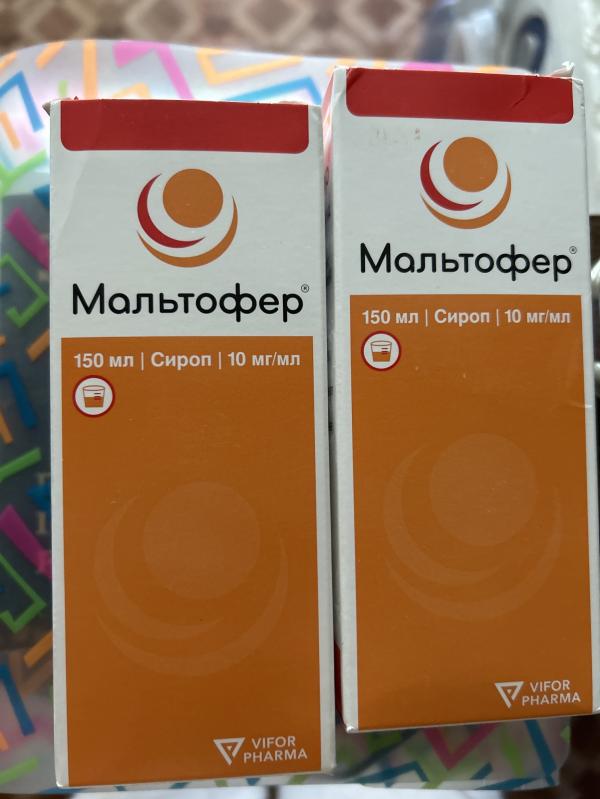 Мальтофер®
150 мл | Сироп | 10 мг/мл
VIFOR
PHARMA
Мальтофер®
150 мл | Сироп | 10 мг/мл
VIFOR
PHARMA